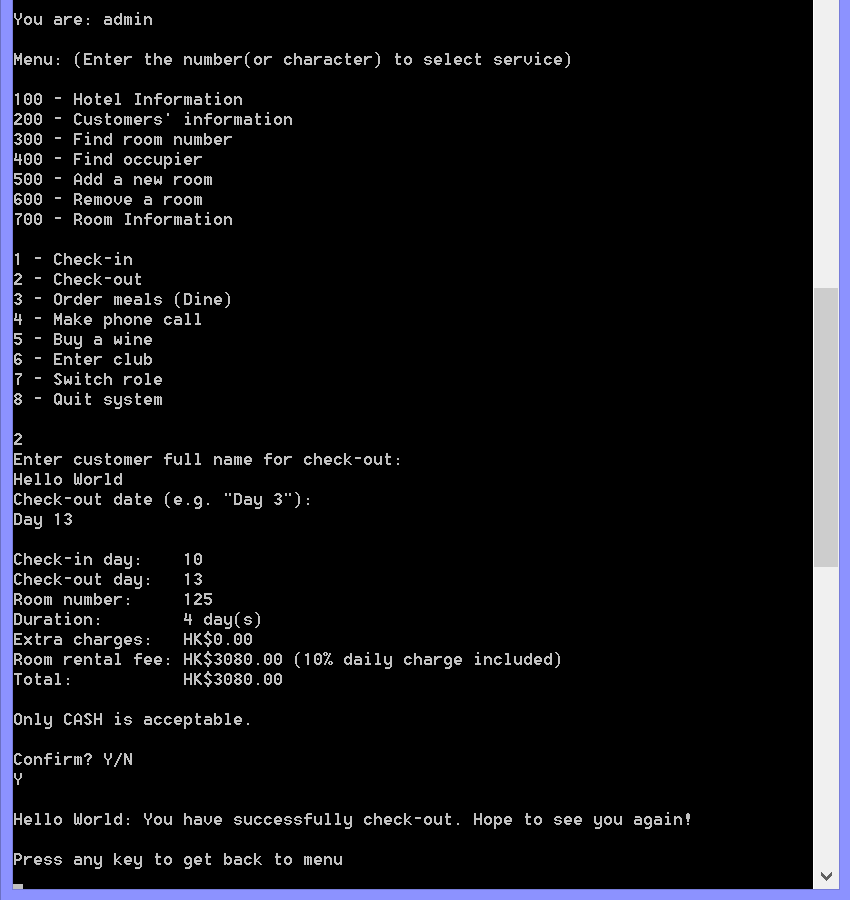 You are: admin
Menu: (Enter the number(or character) to select service)
100 - Hotel Information
200 - Customers' information
300 - Find room number
400 - Find occupier
500 - Add a new room
600 - Remove a room
700 - Room Information
1 - Check-in
2 - Check-out
3 - Order meals (Dine)
4 - Make phone call
5 - Buy a wine
6 - Enter club
7 - Switch role
8 - Quit system
2
Enter customer full name for check-out:
Hello World
Check-out date (e.g. "Day 3"):
Day 13
Check-in day:    10
Check-out day:   13
Room number:     125
Duration:        4 day(s)
Extra charges:   HK$0.00
Room rental fee: HK$3080.00 (10% daily charge included)
Total:           HK$3080.00
Only CASH is acceptable.
Confirm? Y/N
Y
Hello World: You have successfully check-out. Hope to see you again!
Press any key to get back to menu